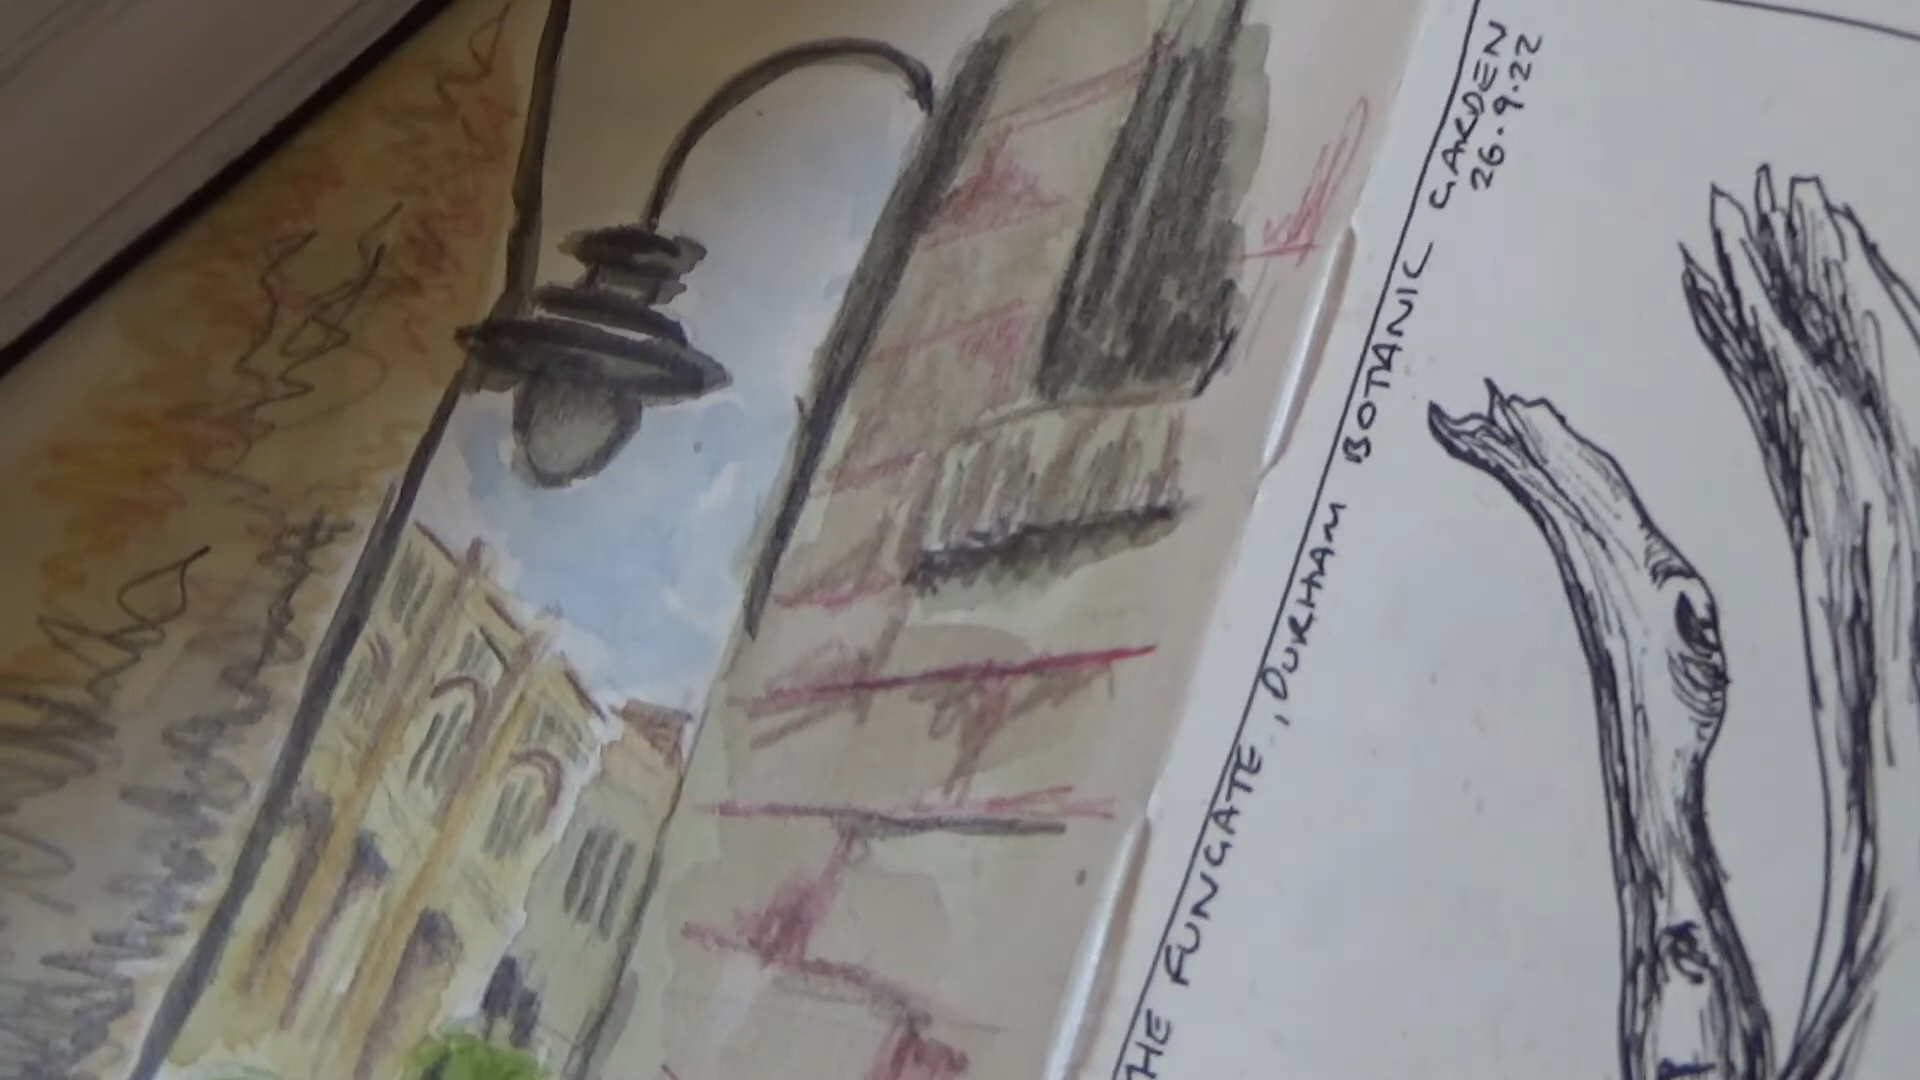 HE FUNGATE, DURHAM BOTANIC GARDEN
26.9.22